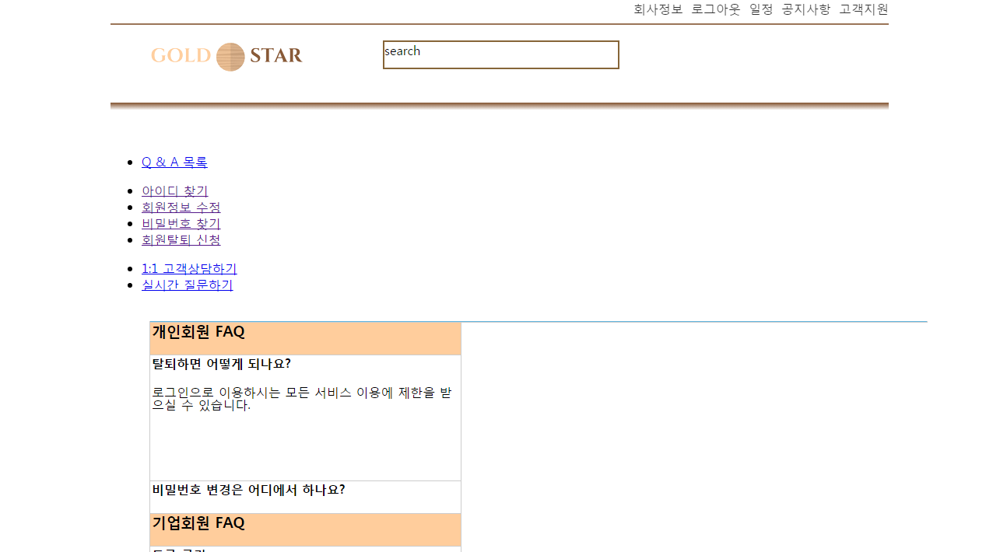 회사정보 로그아웃 일정 공지사항 고객지원
GOLD STAR
search
Q & A 목록
아이디 찾기
회원정보 수정
비밀번호 찾기
회원탈퇴 신청
1:1 고객상담하기
실시간 질문하기
개인회원 FAQ
탈퇴하면 어떻게 되나요?
로그인으로 이용하시는 모든 서비스 이용에 제한을 받
으실 수 있습니다.
비밀번호 변경은 어디에서 하나요?
기업회원 FAQ